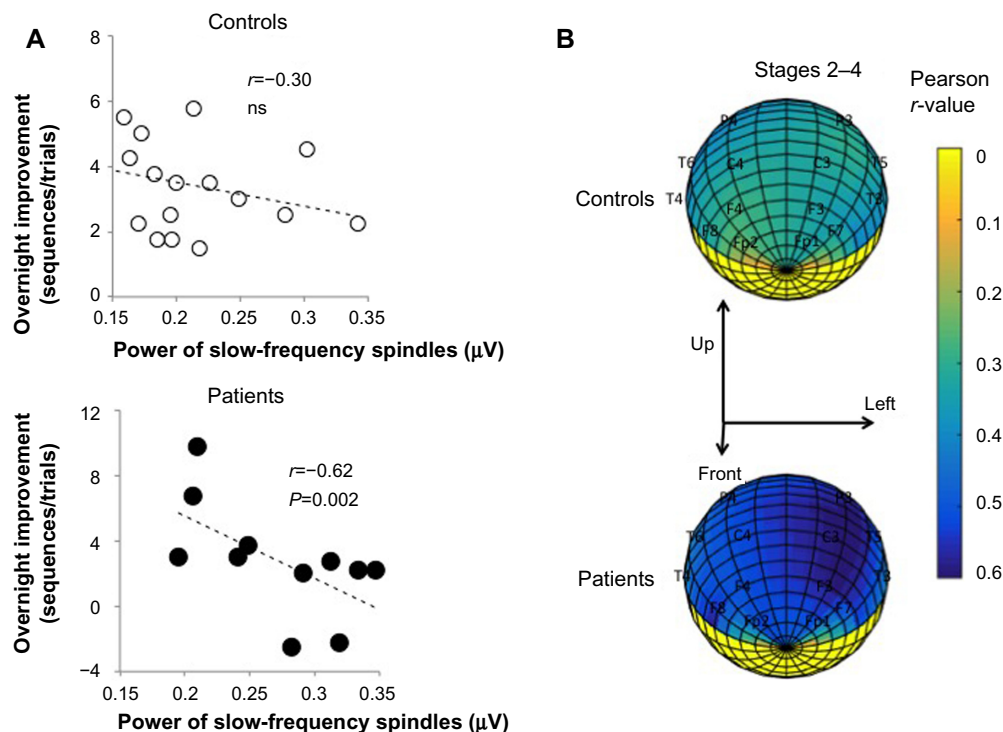 A
Controls
8
6
4
2
0
r=−0.30
ns
Overnight improvement
(sequences/trials)
0.15
0.2
0.25
0.3
0.35
Power of slow-frequency spindles (µV)
Patients
12
8
4
0
−4
r=−0.62
P=0.002
Overnight improvement
(sequences/trials)
0.15
0.2
0.25
0.3
0.35
Power of slow-frequency spindles (µV)
B
Stages 2–4
Pearson
r-value
0
0.1
0.2
0.3
0.4
0.5
0.6
Controls
P4 P3
T6 C4 C3 T5
T4 F4 F3 T3
F8 Fp2 Fp1 F7
Up
Left
Front
Patients
P4 P3
T6 C4 C3 T5
T4 F4 F3 T3
F8 Fp2 Fp1 F7